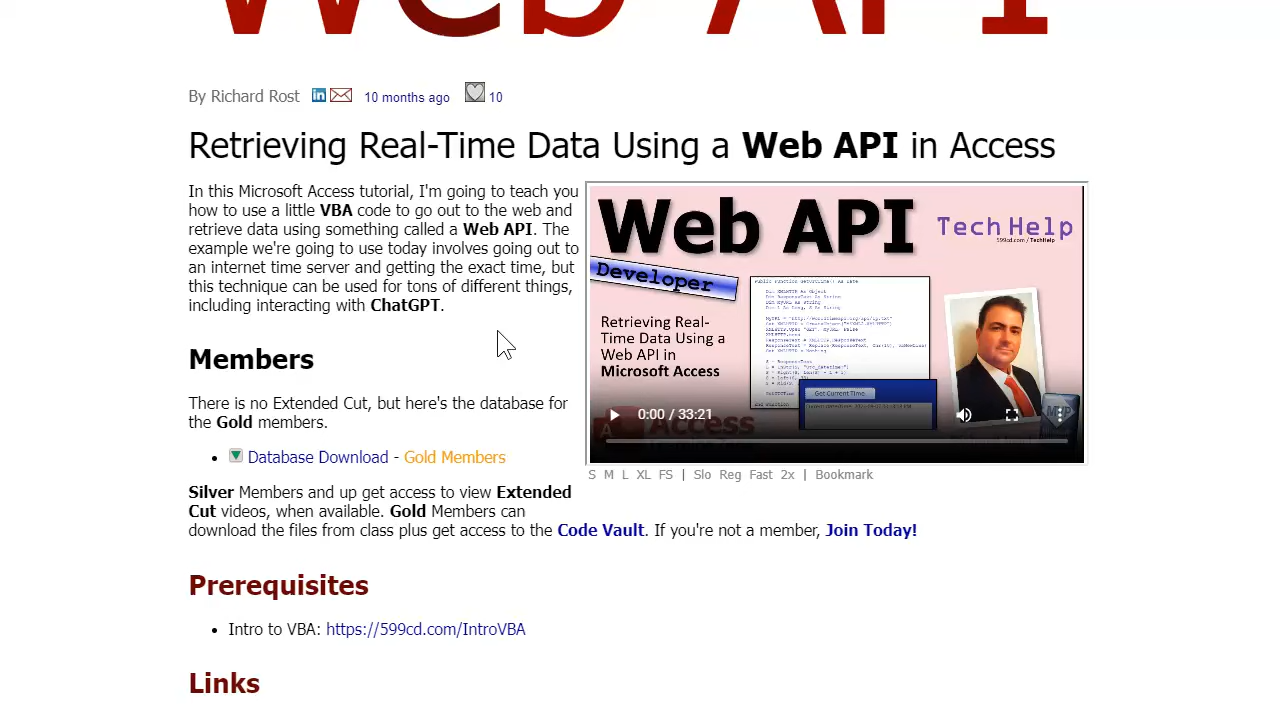 Web API
By Richard Rost 10 months ago 10
Retrieving Real-Time Data Using a Web API in Access
In this Microsoft Access tutorial, I'm going to teach you
how to use a little VBA code to go out to the web and
retrieve data using something called a Web API. The
example we're going to use today involves going out to
an internet time server and getting the exact time, but
this technique can be used for tons of different things,
including interacting with ChatGPT.
Web API
TechHelp
599cd.com / TechHelp
Developer
Retrieving Real-
Time Data Using a
Web API in
Microsoft Access
Get Current Time
Access
0:00 / 33:21
S M L XL FS | Slo Reg Fast 2x | Bookmark
Members
There is no Extended Cut, but here's the database for
the Gold members.
Database Download - Gold Members
Silver Members and up get access to view Extended
Cut videos, when available. Gold Members can
download the files from class plus get access to the Code Vault. If you're not a member, Join Today!
Prerequisites
Intro to VBA: https://599cd.com/IntroVBA
Links